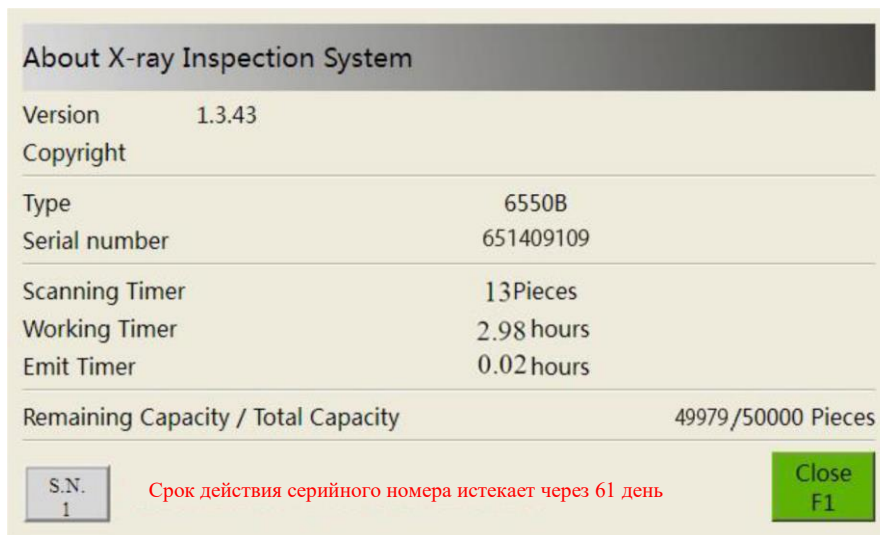 About X-ray Inspection System
Version 1.3.43
Copyright
Type 6550B
Serial number 651409109
Scanning Timer 13Pieces
Working Timer 2.98 hours
Emit Timer 0.02 hours
Remaining Capacity / Total Capacity 49979/50000 Pieces
S.N.
1
Срок действия серийного номера истекает через 61 день
Close
F1